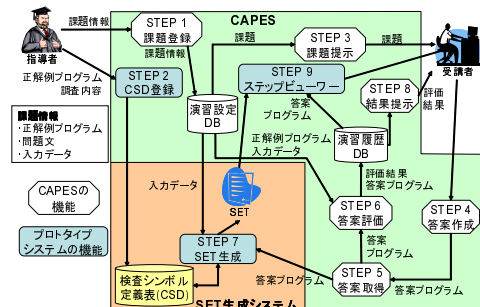 CAPES
課題情報
STEP 1
課題登録
課題情報
課題
STEP 3
課題提示
課題
指導者
受講者
正解例プログラム
調査内容
STEP 2
CSD登録
STEP 9
ステップビューワー
STEP 8
結果提示
評価
結果
課題情報
・正解例プログラム
・問題文
・入力データ
演習設定
DB
答案
プログラム
正解例プログラム
入力データ
演習履歴
DB
CAPESの
機能
入力データ
SET
評価結果
答案プログラム
STEP 6
答案評価
STEP 4
答案作成
プロトタイプ
システムの機能
STEP 7
SET生成
答案
プログラム
検査シンボル
定義表(CSD)
答案プログラム
STEP 5
答案取得
答案プログラム
SET生成システム